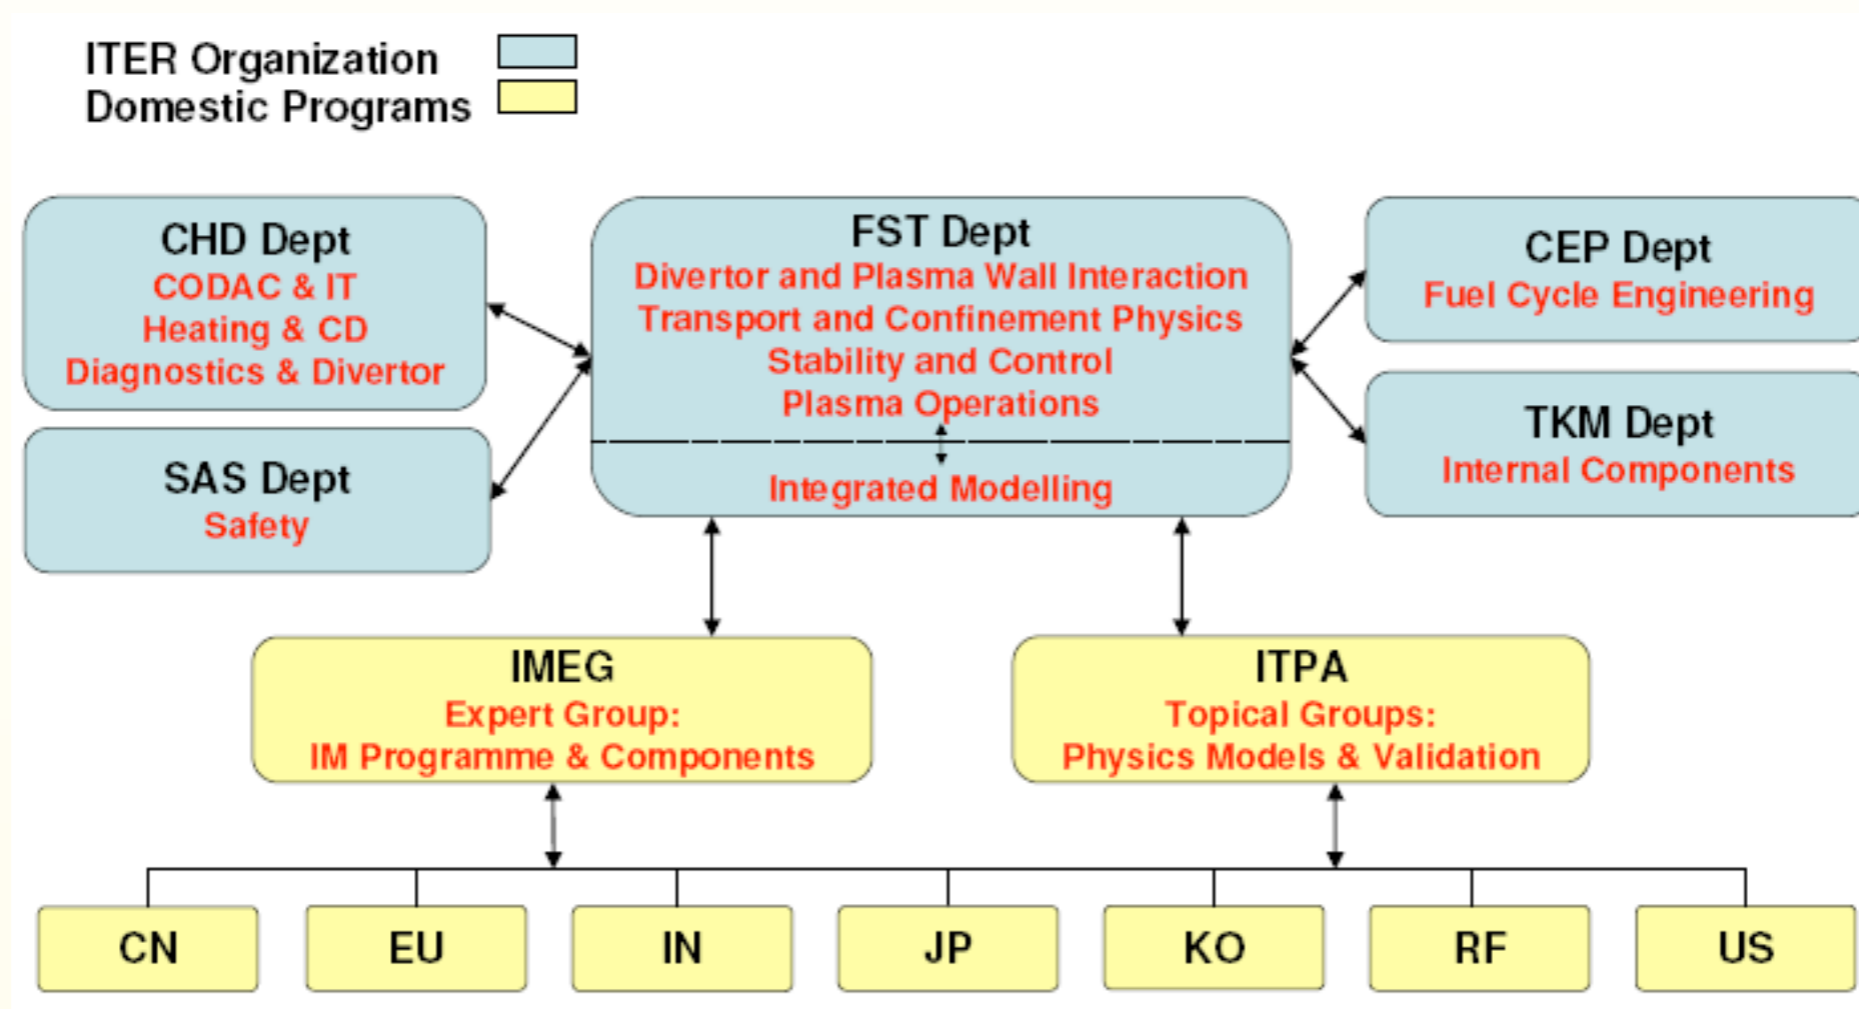 ITER Organization
Domestic Programs
CHD Dept
CODAC & IT
Heating & CD
Diagnostics & Divertor
SAS Dept
Safety
FST Dept
Divertor and Plasma Wall Interaction
Transport and Confinement Physics
Stability and Control
Plasma Operations
Integrated Modelling
CEP Dept
Fuel Cycle Engineering
TKM Dept
Internal Components
IMEG
Expert Group:
IM Programme & Components
ITPA
Topical Groups:
Physics Models & Validation
CN
EU
IN
JP
KO
RF
US